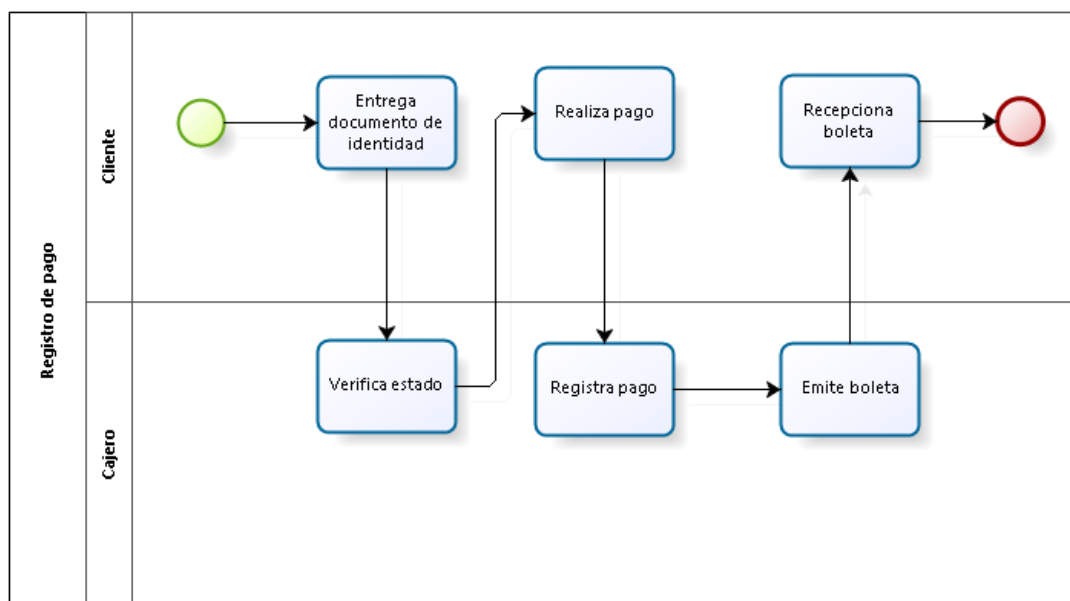 Registro de pago
Cliente
Entrega
documento de
identidad
Realiza pago
Recepciona
boleta
Cajero
Verifica estado
Registra pago
Emite boleta